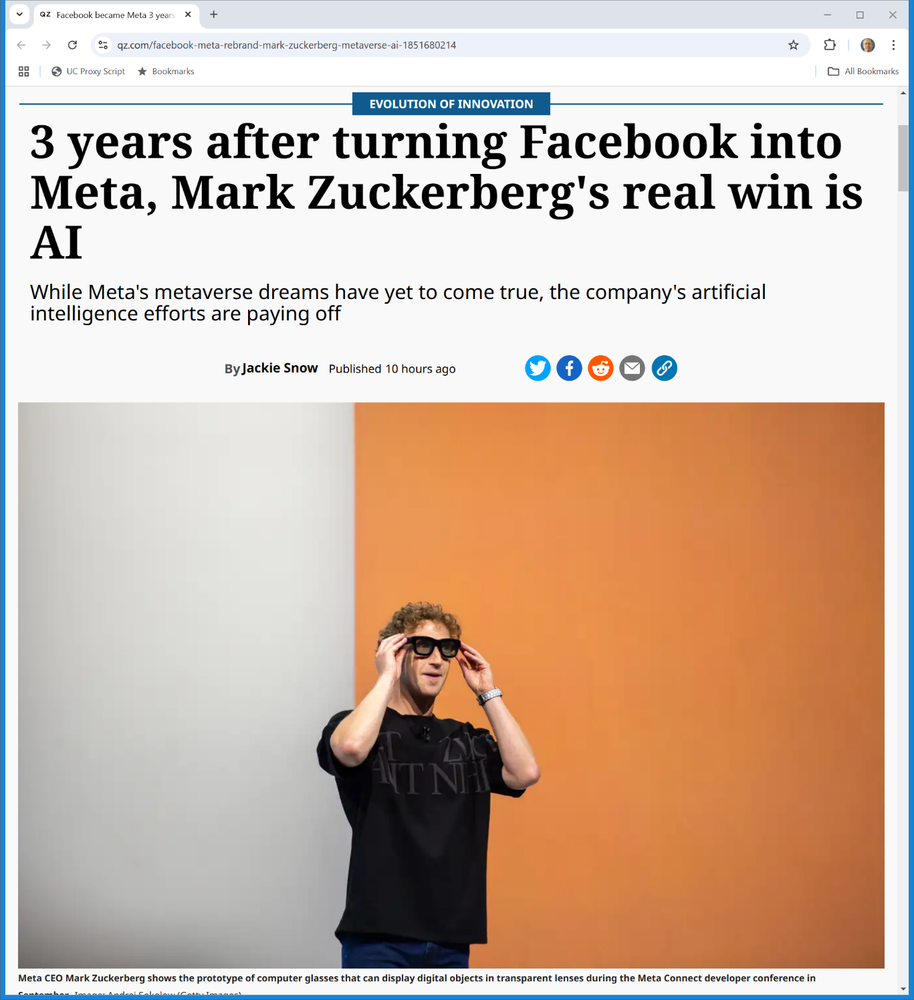 QZ Facebook became Meta 3 years
qz.com/facebook-meta-rebrand-mark-zuckerberg-metaverse-ai-1851680214
UC Proxy Script Bookmarks All Bookmarks
EVOLUTION OF INNOVATION
3 years after turning Facebook into
Meta, Mark Zuckerberg's real win is
AI
While Meta's metaverse dreams have yet to come true, the company's artificial
intelligence efforts are paying off
By Jackie Snow Published 10 hours ago
Meta CEO Mark Zuckerberg shows the prototype of computer glasses that can display digital objects in transparent lenses during the Meta Connect developer conference in
September. Image: Andrej Sokolow (Getty Images)